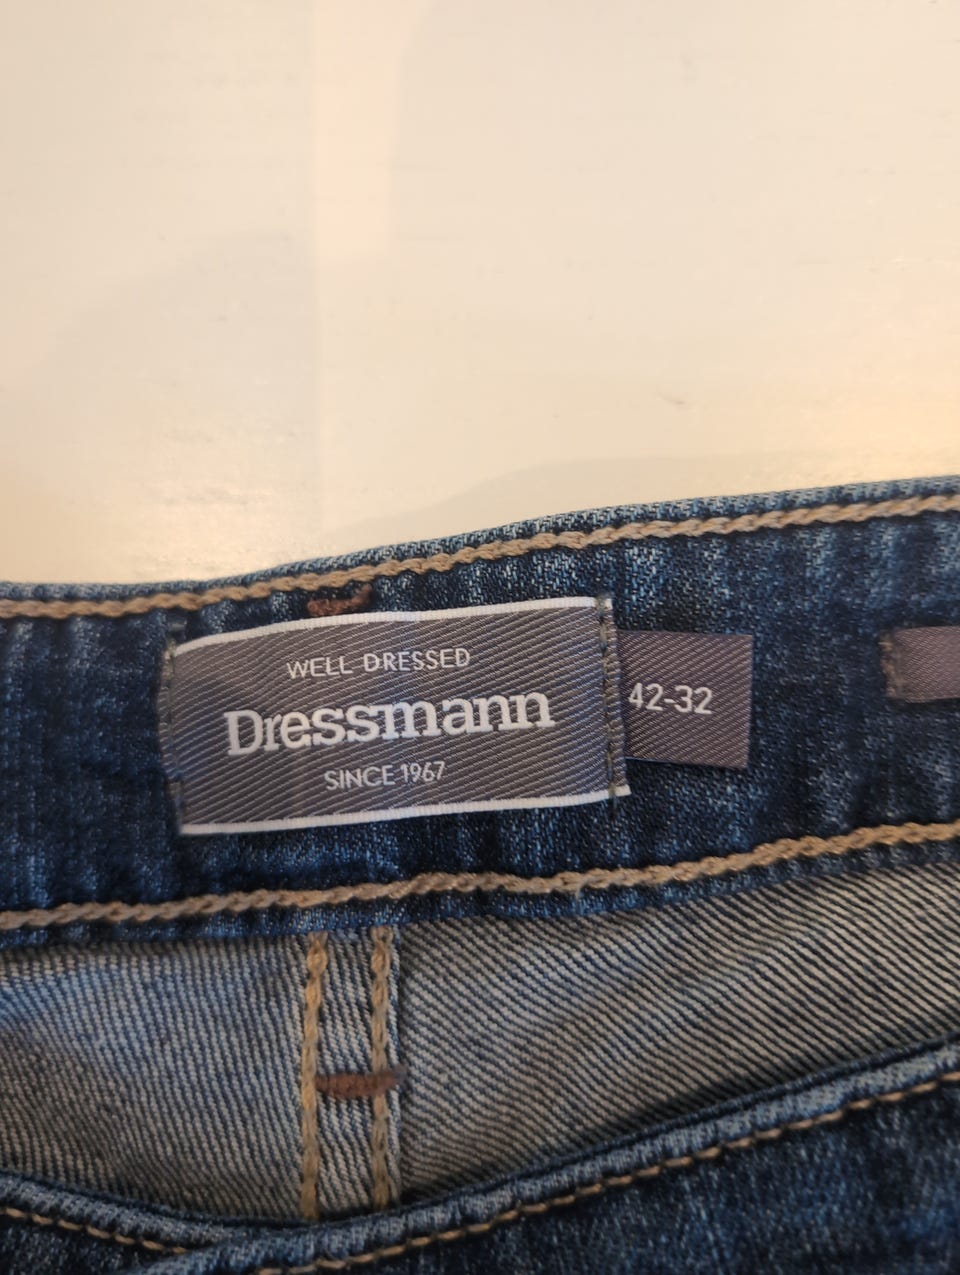 WELL DRESSED
Dressmann
SINCE 1967
42-32